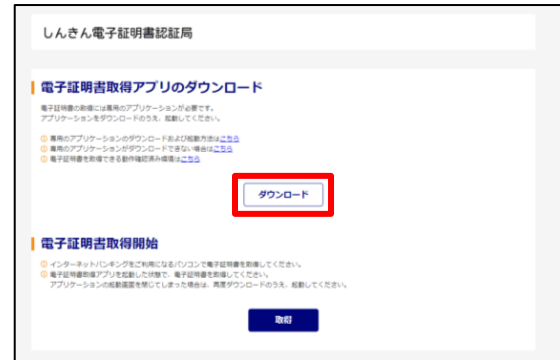 しんきん電子証明書認証局
電子証明書取得アプリのダウンロード
電子証明書の取得には専用のアプリケーションが必要です。
アプリケーションをダウンロードのうえ、起動してください。
専用のアプリケーションのダウンロードおよび起動方法はこちら
専用のアプリケーションがダウンロードできない場合はこちら
電子証明書を取得できる動作確認済み環境はこちら
ダウンロード
電子証明書取得開始
インターネットバンキングをご利用になるパソコンで電子証明書を取得してください。
電子証明書取得アプリを起動した状態で、電子証明書を取得してください。
アプリケーションの起動画面を閉じてしまった場合は、再度ダウンロードのうえ、起動してください。
取得